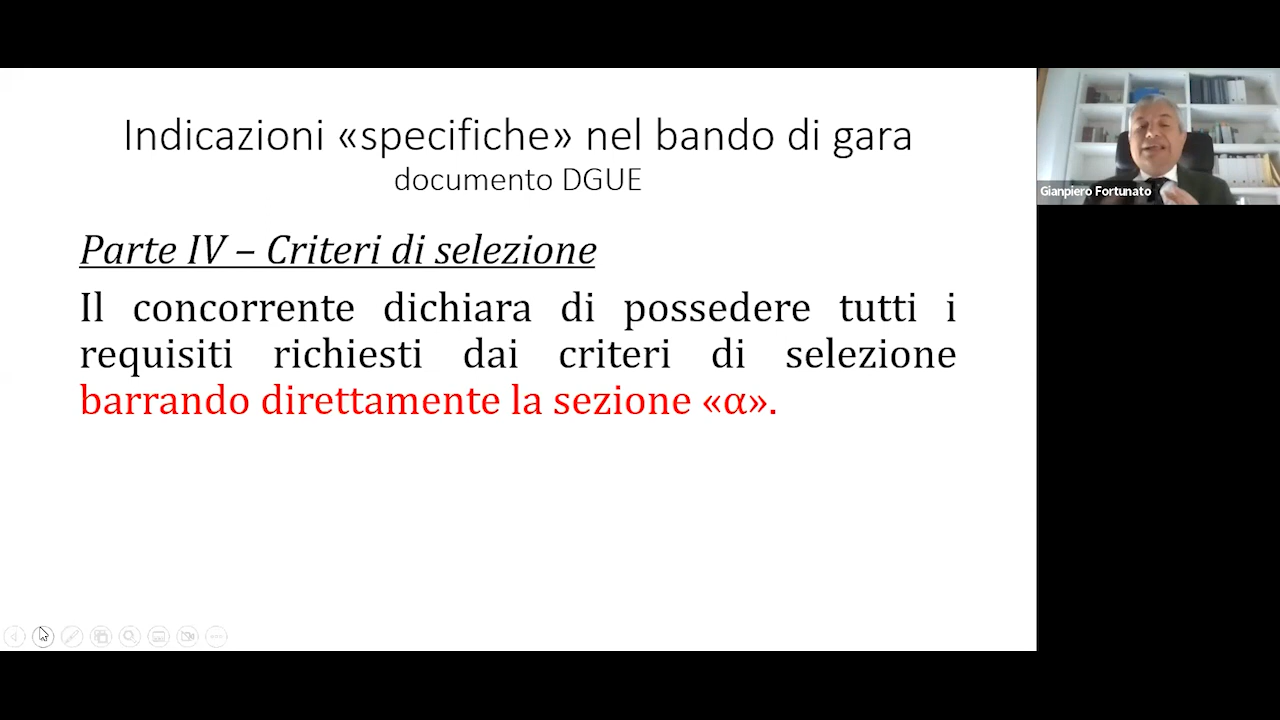 Indicazioni «specifiche» nel bando di gara
documento DGUE
Parte IV – Criteri di selezione
Il concorrente dichiara di possedere tutti i
requisiti richiesti dai criteri di selezione
barrando direttamente la sezione «α».
Gianpiero Fortunato